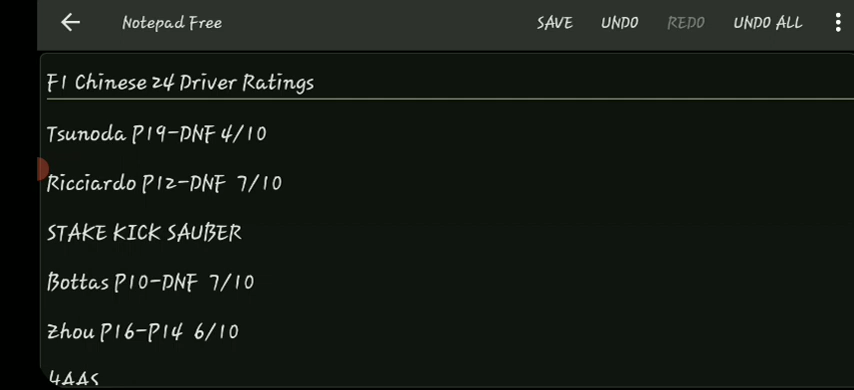 Notepad Free SAVE UNDO REDO UNDO ALL
F1 Chinese 24 Driver Ratings
Tsunoda P19-DNF 4/10
Ricciardo P12-DNF 7/10
STAKE KICK SAUBER
Bottas P10-DNF 7/10
Zhou P16-P14 6/10